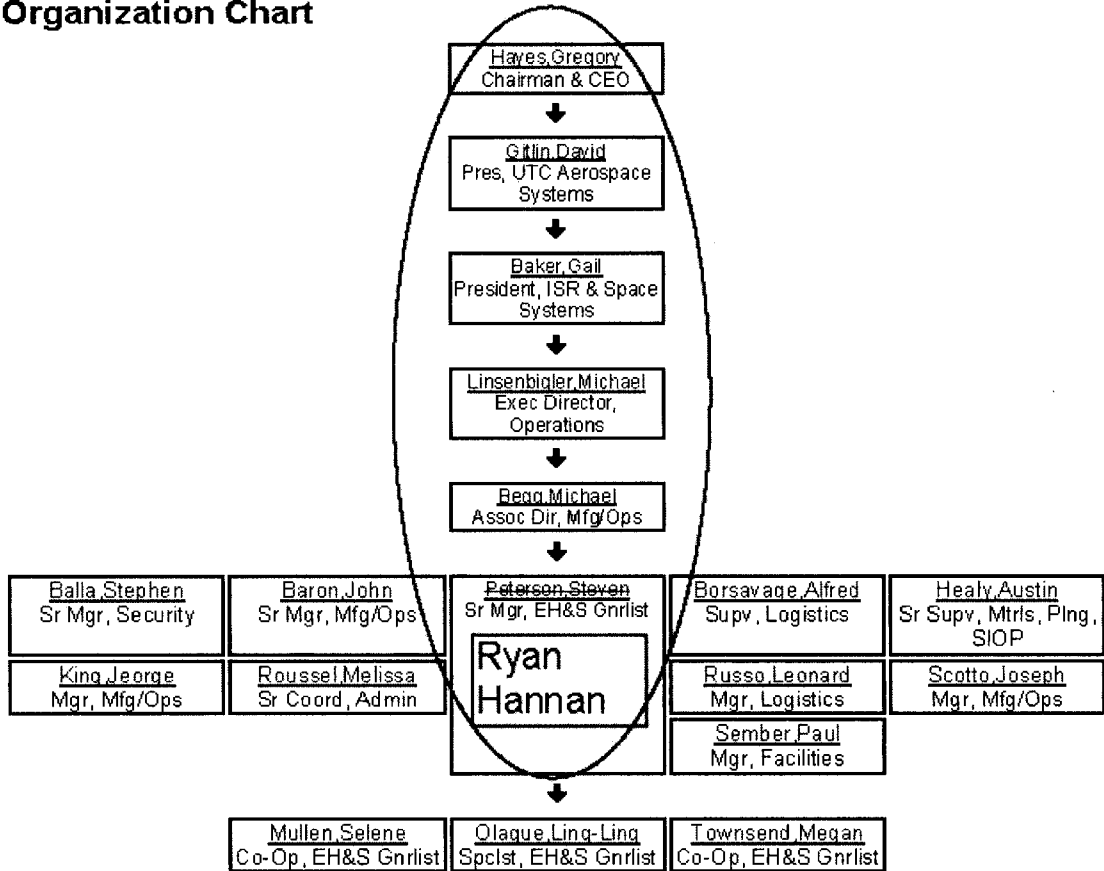 Organization Chart
Hayes,Gregory
Chairman & CEO
Gitlin,David
Pres, UTC Aerospace
Systems
Baker,Gail
President, ISR & Space
Systems
Linsenbigler,Michael
Exec Director,
Operations
Begg,Michael
Assoc Dir, Mfg/Ops
Balla,Stephen
Sr Mgr, Security
Baron,John
Sr Mgr, Mfg/Ops
Peterson,Steven
Sr Mgr, EH&S Gnrlist
Ryan
Hannan
Borsavage,Alfred
Supv, Logistics
Healy,Austin
Sr Supv, Mtrls, Plng,
SIOP
King,Jeorge
Mgr, Mfg/Ops
Roussel,Melissa
Sr Coord, Admin
Russo,Leonard
Mgr, Logistics
Scotto,Joseph
Mgr, Mfg/Ops
Sember,Paul
Mgr, Facilities
Mullen,Selene
Co-Op, EH&S Gnrlist
Olague,Ling-Ling
Spclst, EH&S Gnrlist
Townsend,Megan
Co-Op, EH&S Gnrlist